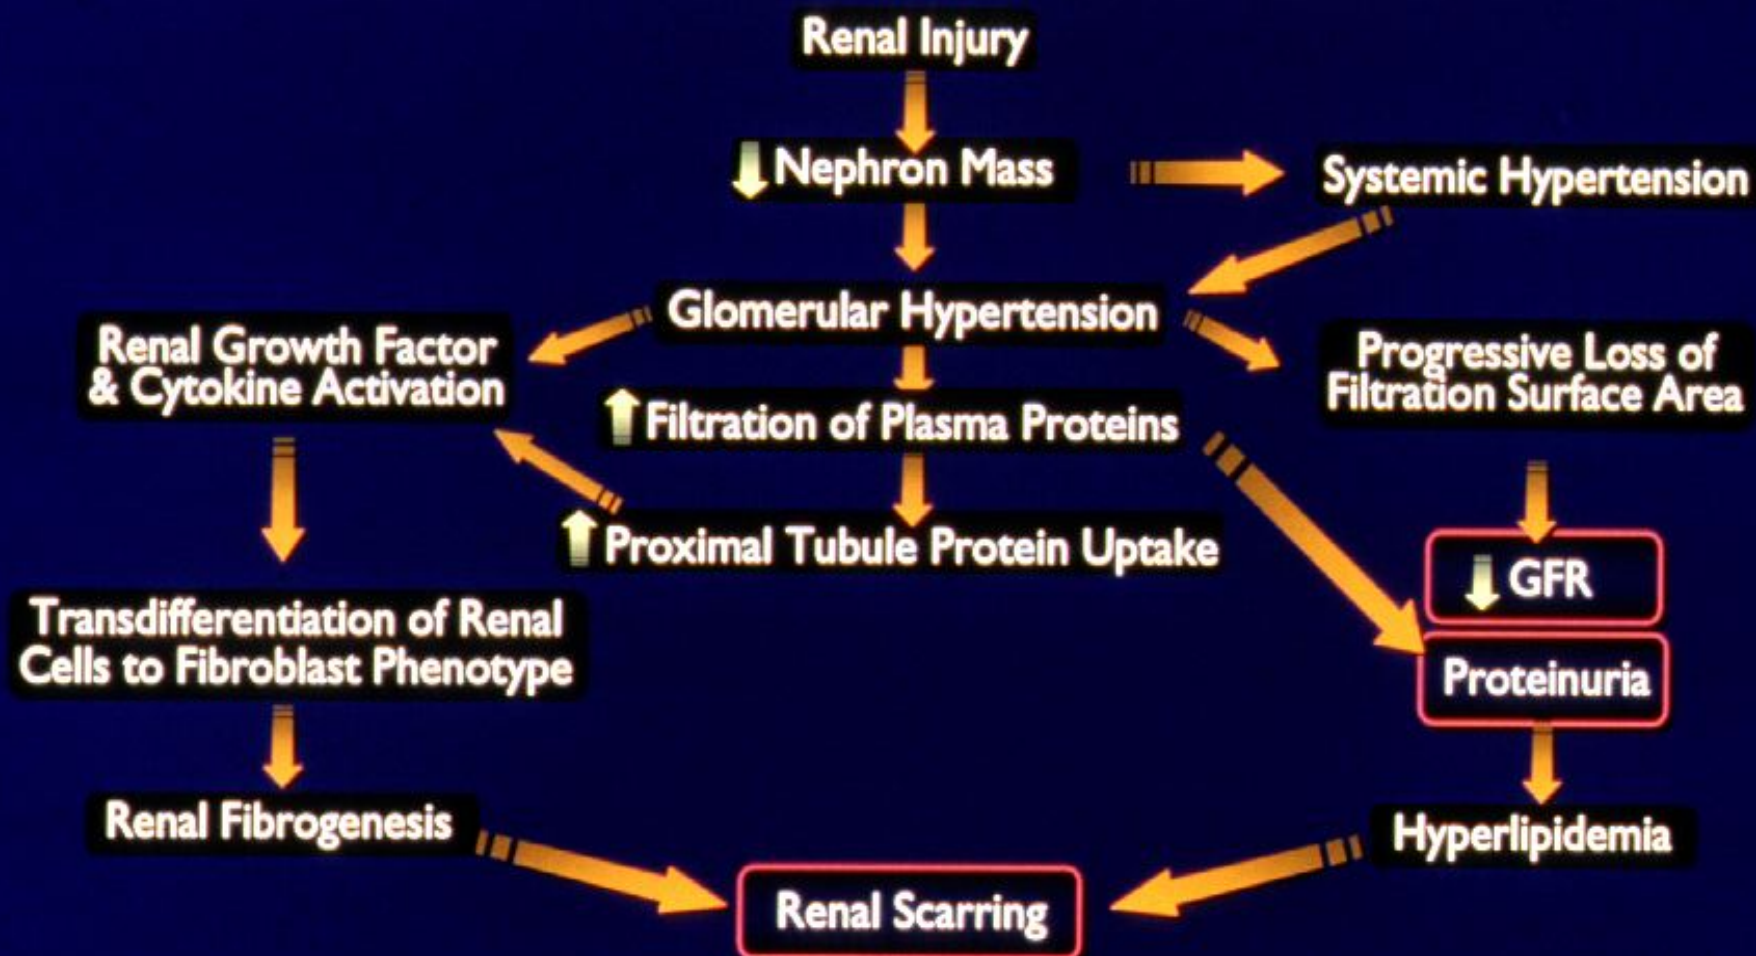 Renal Injury
Nephron Mass
Systemic Hypertension
Glomerular Hypertension
Renal Growth Factor
& Cytokine Activation
Progressive Loss of
Filtration Surface Area
Filtration of Plasma Proteins
Proximal Tubule Protein Uptake
GFR
Transdifferentiation of Renal
Cells to Fibroblast Phenotype
Proteinuria
Renal Fibrogenesis
Hyperlipidemia
Renal Scarring